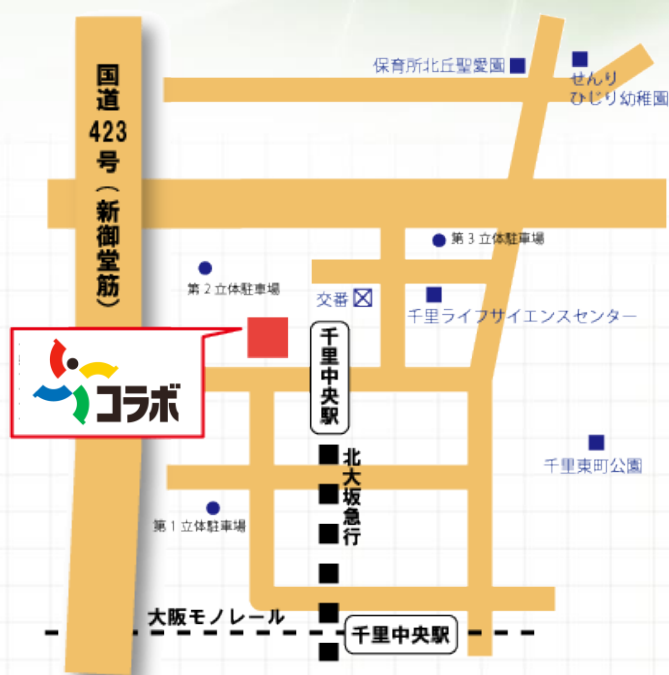 保育所北丘聖愛園
せんり
ひじり幼稚園
国道423号（新御堂筋）
第3立体駐車場
第2立体駐車場
交番
千里ライフサイエンスセンター
千里中央駅
コラボ
北大坂急行
千里東町公園
第1立体駐車場
大阪モノレール
千里中央駅